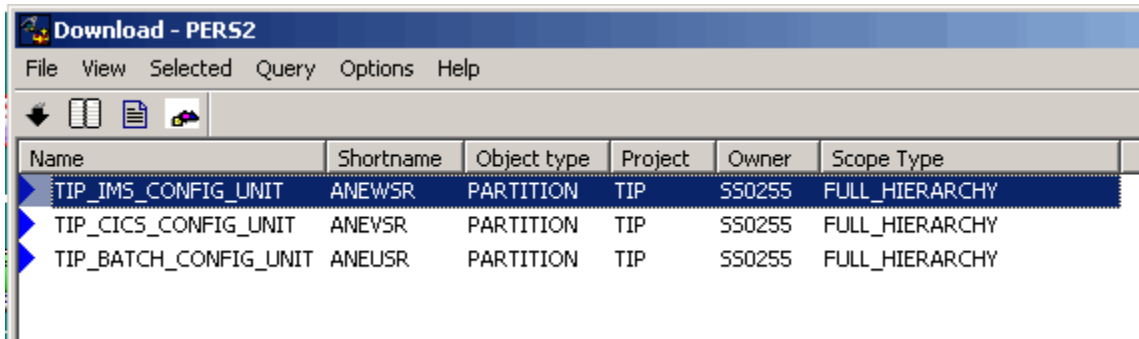 Download - PERS2
File View Selected Query Options Help
Name Shortname Object type Project Owner Scope Type
TIP_IMS_CONFIG_UNIT ANEWSR PARTITION TIP SS0255 FULL_HIERARCHY
TIP_CICS_CONFIG_UNIT ANEVSR PARTITION TIP SS0255 FULL_HIERARCHY
TIP_BATCH_CONFIG_UNIT ANEUSR PARTITION TIP SS0255 FULL_HIERARCHY